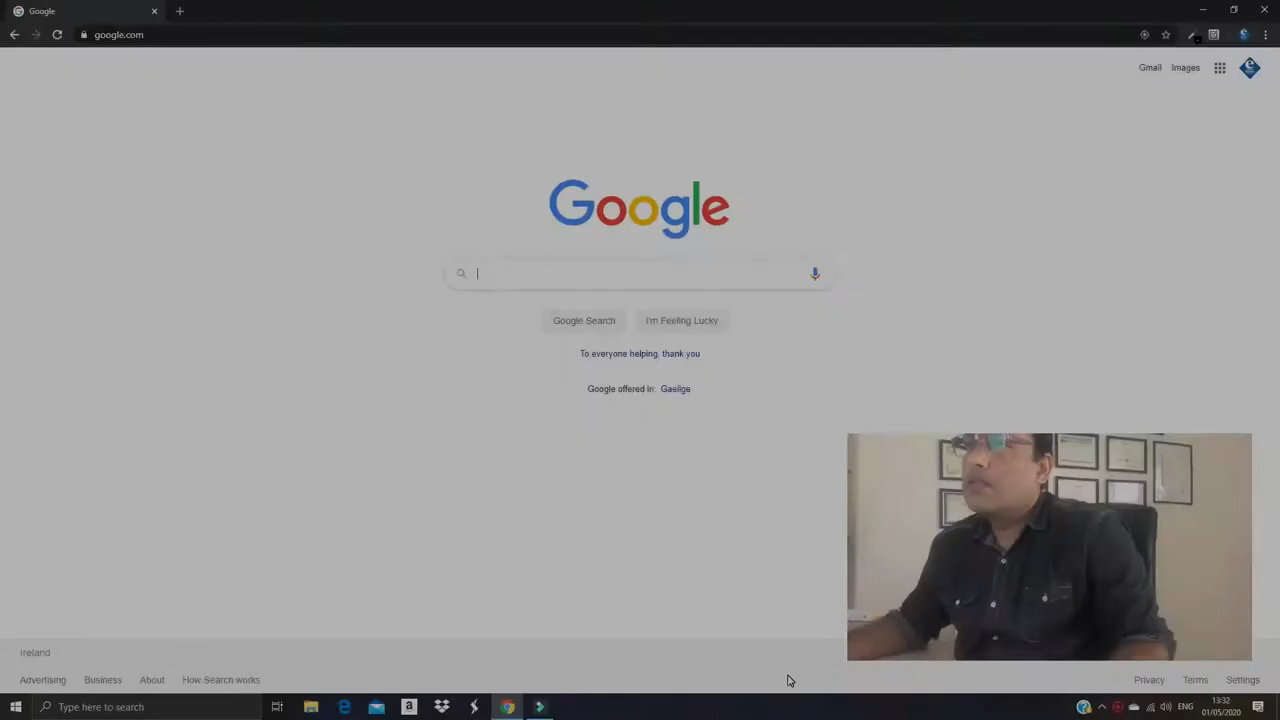 Google
google.com
Gmail Images
Google
Google Search I'm Feeling Lucky
To everyone helping, thank you
Google offered in: Gaeilge
Ireland
Advertising Business About How Search works
Privacy Terms Settings
Type here to search
ENG
13:32
01/05/2020